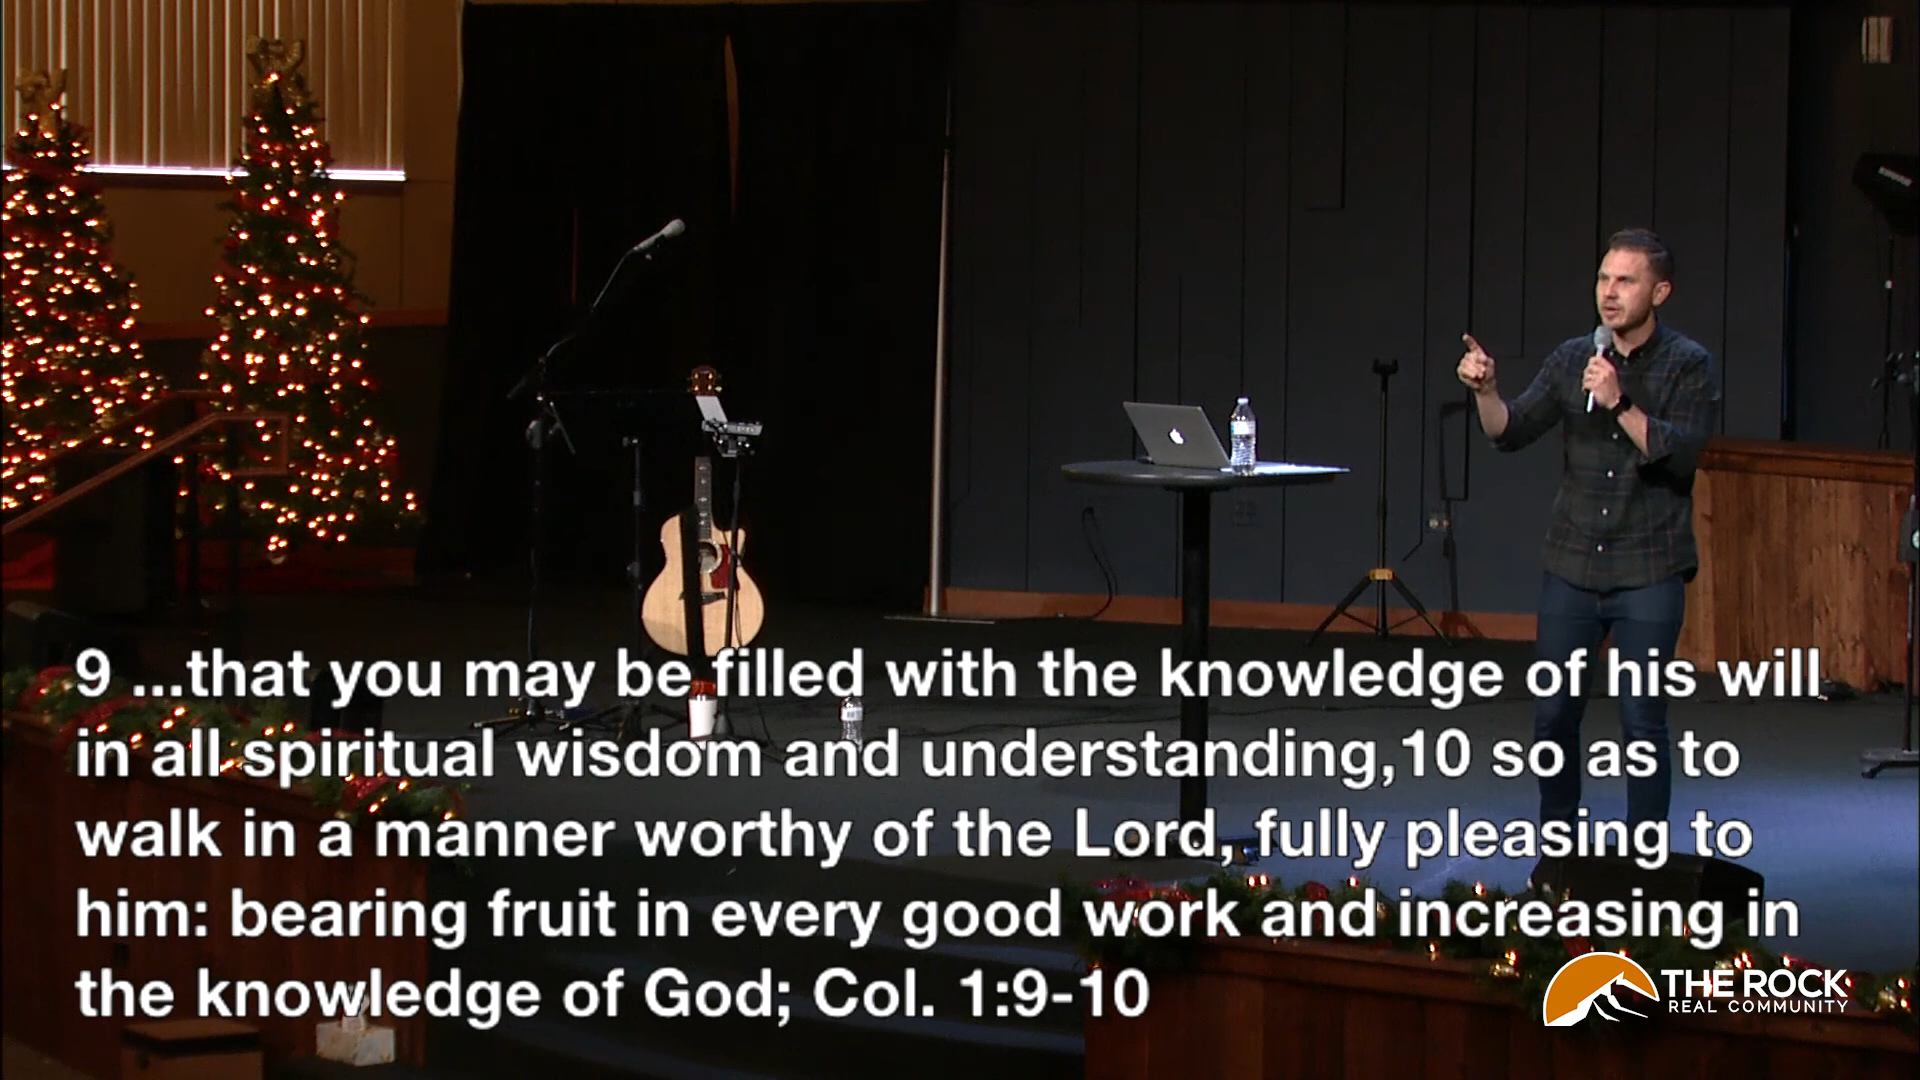 9 ...that you may be filled with the knowledge of his will
in all spiritual wisdom and understanding,10 so as to
walk in a manner worthy of the Lord, fully pleasing to
him: bearing fruit in every good work and increasing in
the knowledge of God; Col. 1:9-10
THE ROCK
REAL COMMUNITY